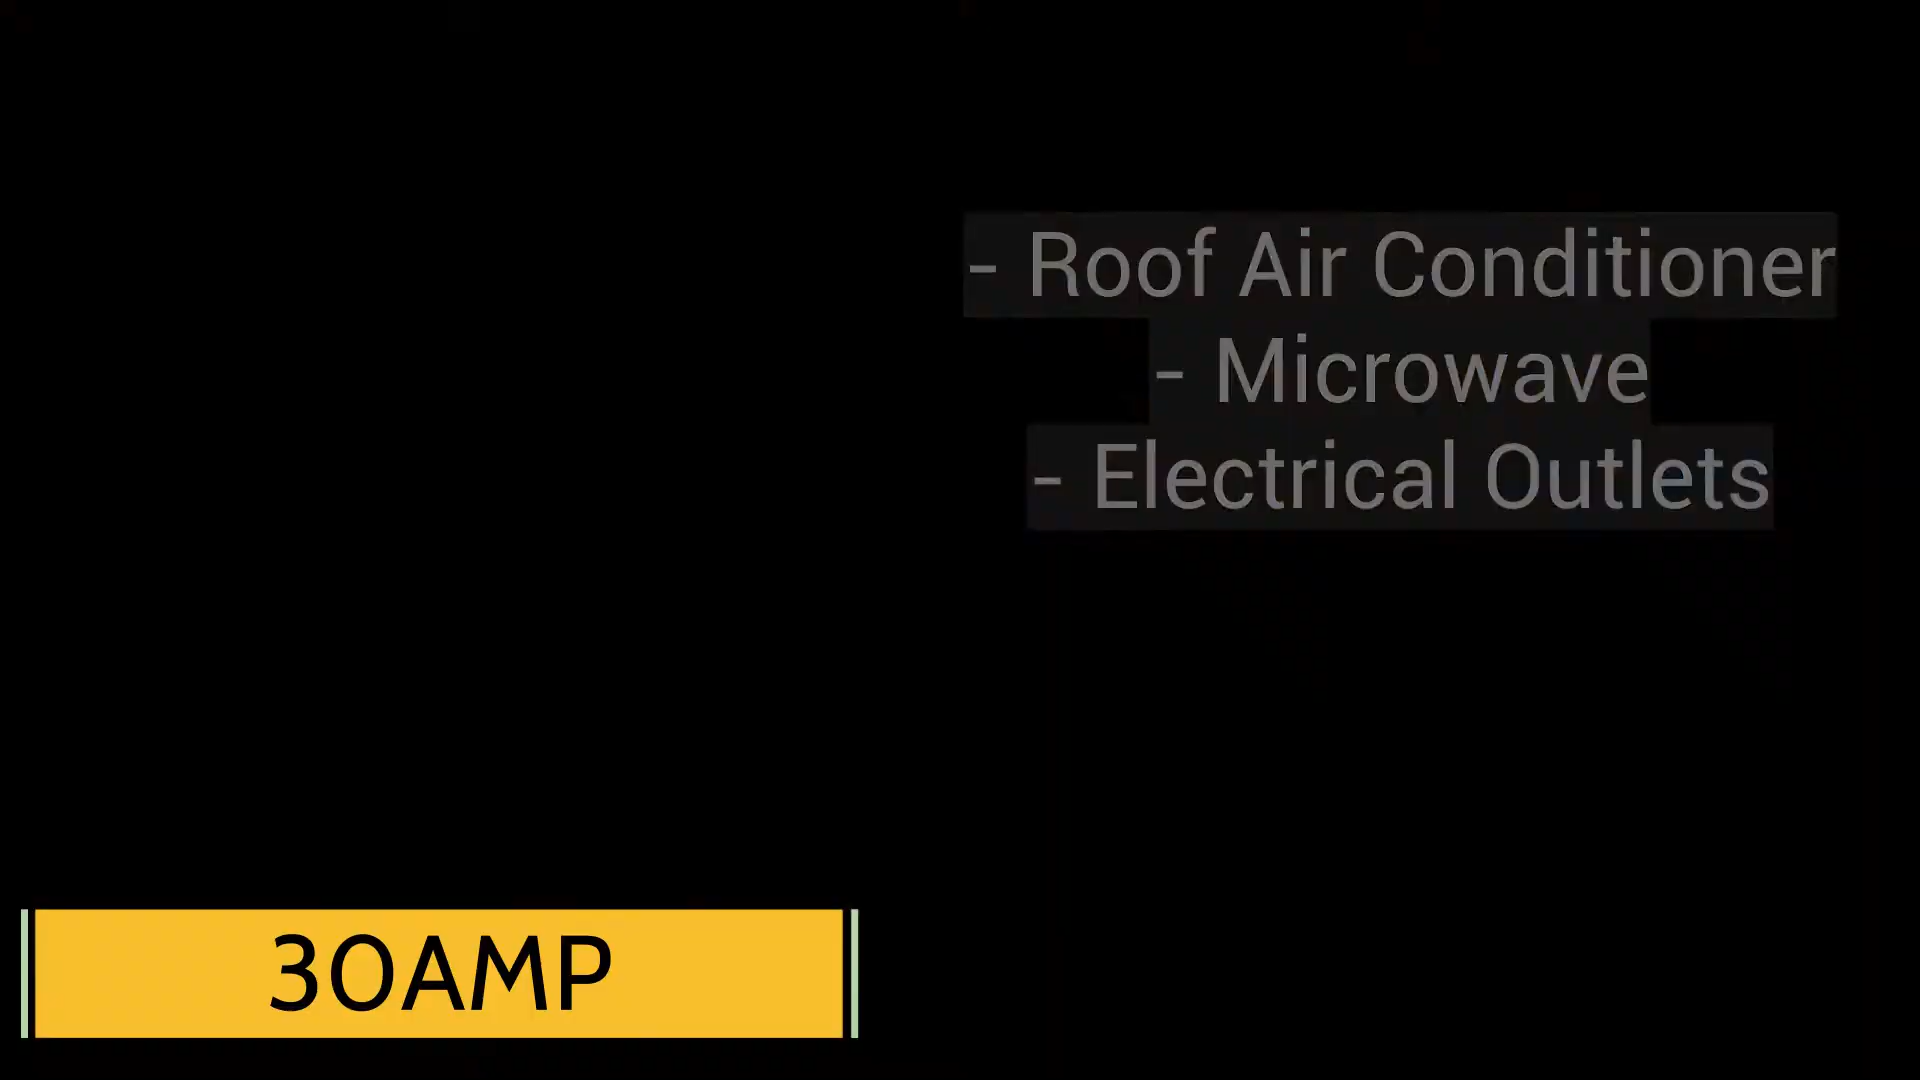 - Roof Air Conditioner
- Microwave
- Electrical Outlets
30AMP